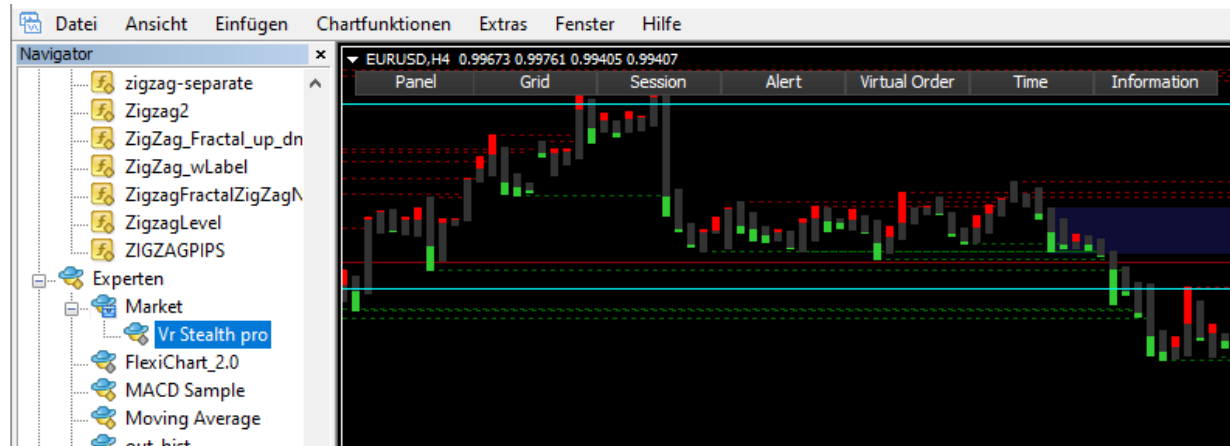 Datei Ansicht Einfügen Chartfunktionen Extras Fenster Hilfe
Navigator
zigzag-separate
Zigzag2
ZigZag_Fractal_up_dn
ZigZag_wLabel
ZigzagFractalZigZagN
ZigzagLevel
ZIGZAGPIPS
Experten
Market
Vr Stealth pro
FlexiChart_2.0
MACD Sample
Moving Average
EURUSD,H4 0.99673 0.99761 0.99405 0.99407
Panel Grid Session Alert Virtual Order Time Information